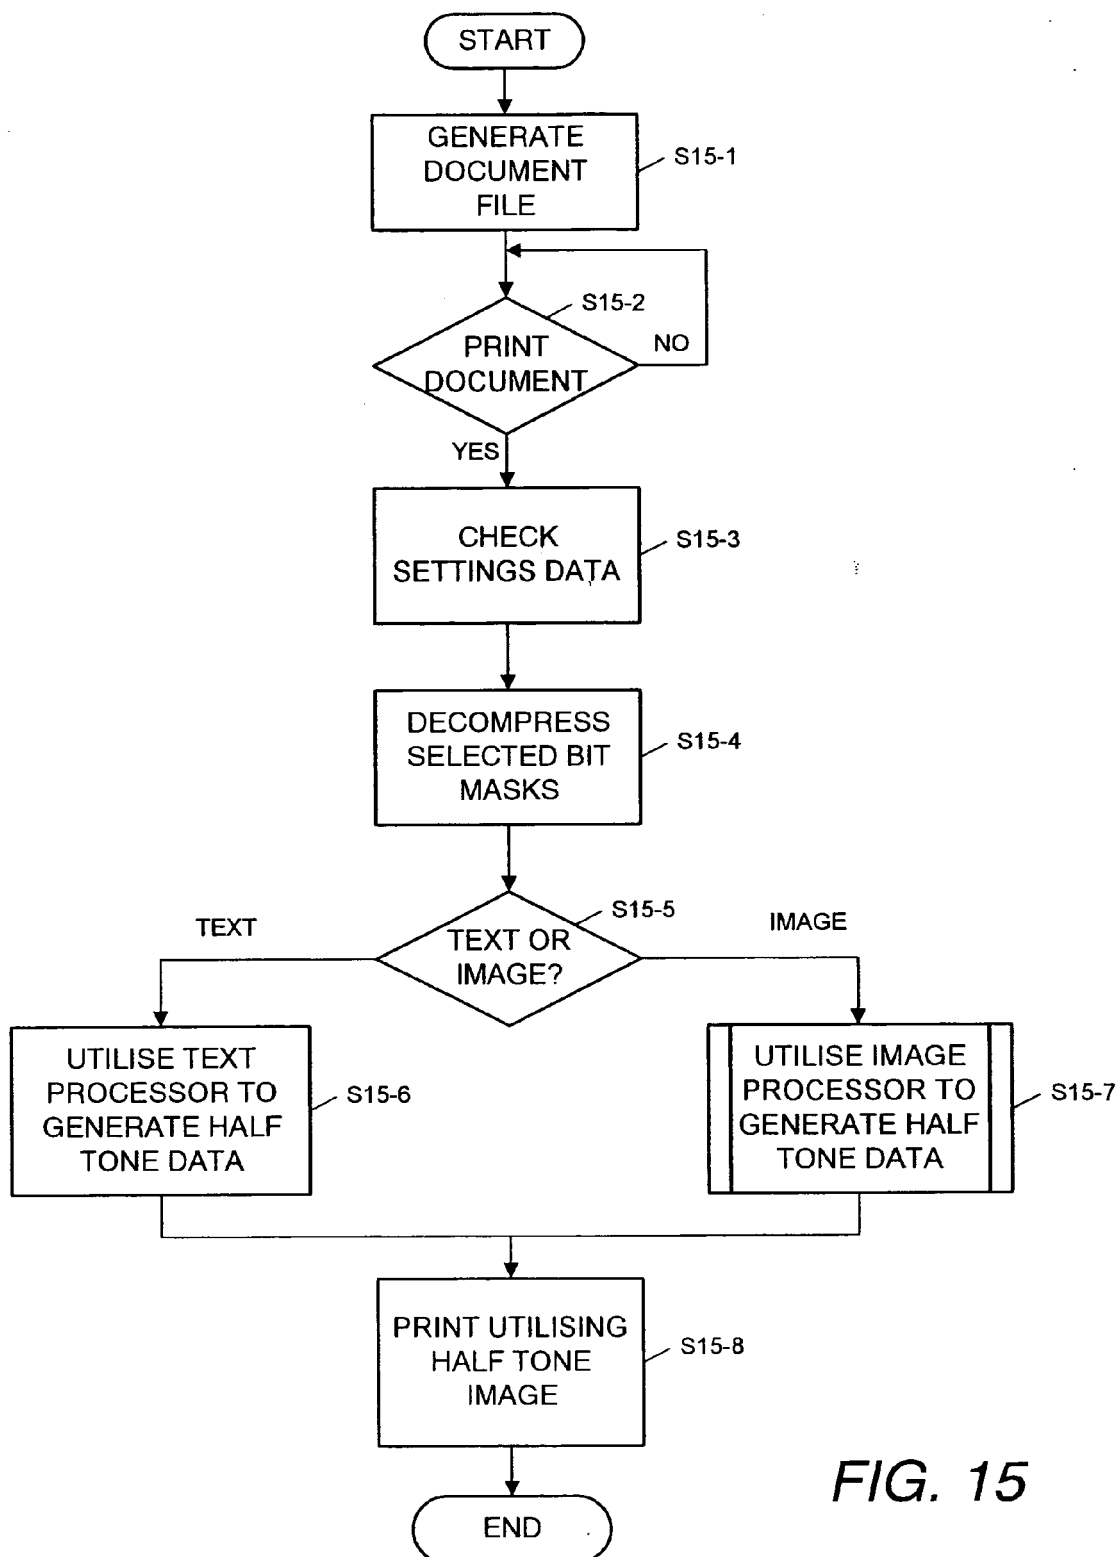 START
GENERATE
DOCUMENT
FILE
S15-1
S15-2
PRINT
DOCUMENT
NO
YES
CHECK
SETTINGS DATA
S15-3
DECOMPRESS
SELECTED BIT
MASKS
S15-4
S15-5
TEXT
TEXT OR
IMAGE?
IMAGE
UTILISE TEXT
PROCESSOR TO
GENERATE HALF
TONE DATA
S15-6
UTILISE IMAGE
PROCESSOR TO
GENERATE HALF
TONE DATA
S15-7
PRINT UTILISING
HALF TONE
IMAGE
S15-8
END
FIG. 15